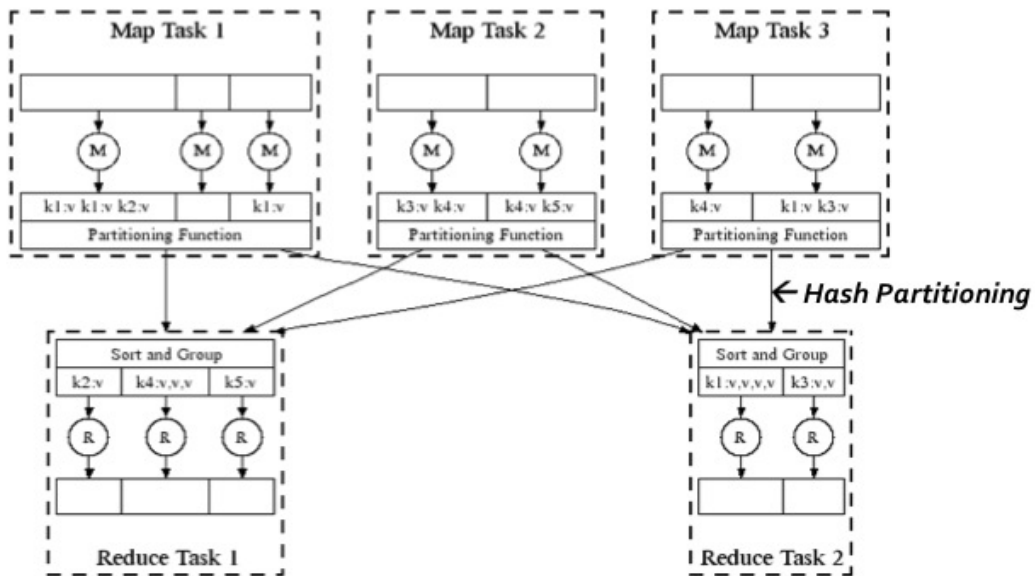 Map Task 1
Map Task 2
Map Task 3
M M M
M M
M M
k1:v k1:v k2:v
k1:v
k3:v k4:v
k4:v k5:v
k4:v
k1:v k3:v
Partitioning Function
Partitioning Function
Partitioning Function
← Hash Partitioning
Sort and Group
k2:v
k4:v,v,v
k5:v
R R R
Reduce Task 1
Sort and Group
k1:v,v,v,v
k3:v,v
R R
Reduce Task 2